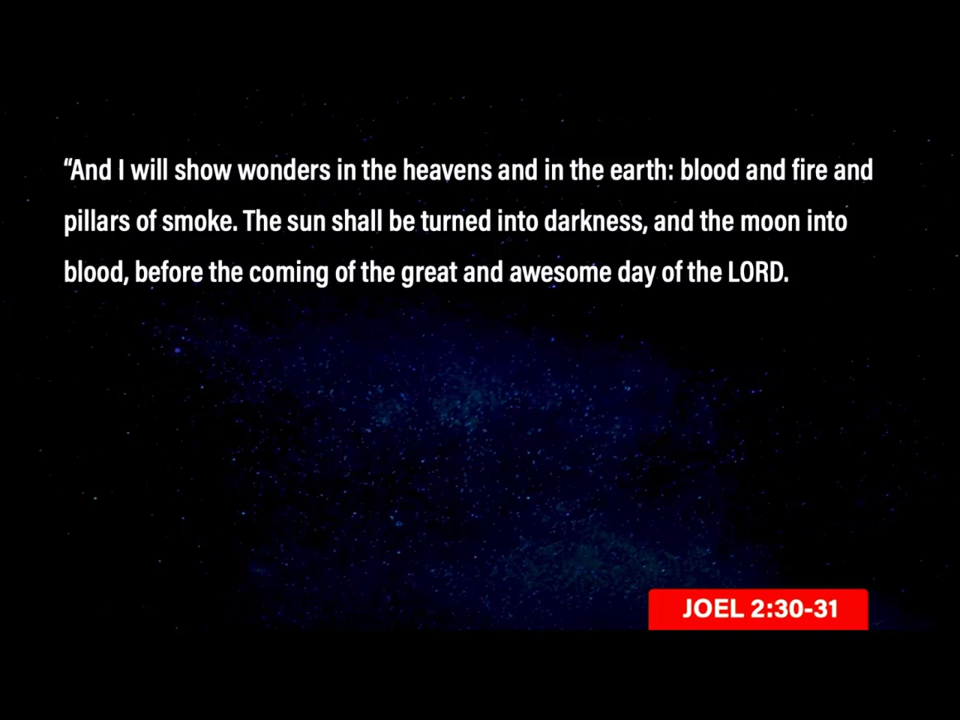 “And I will show wonders in the heavens and in the earth: blood and fire and
pillars of smoke. The sun shall be turned into darkness, and the moon into
blood, before the coming of the great and awesome day of the LORD.
JOEL 2:30-31